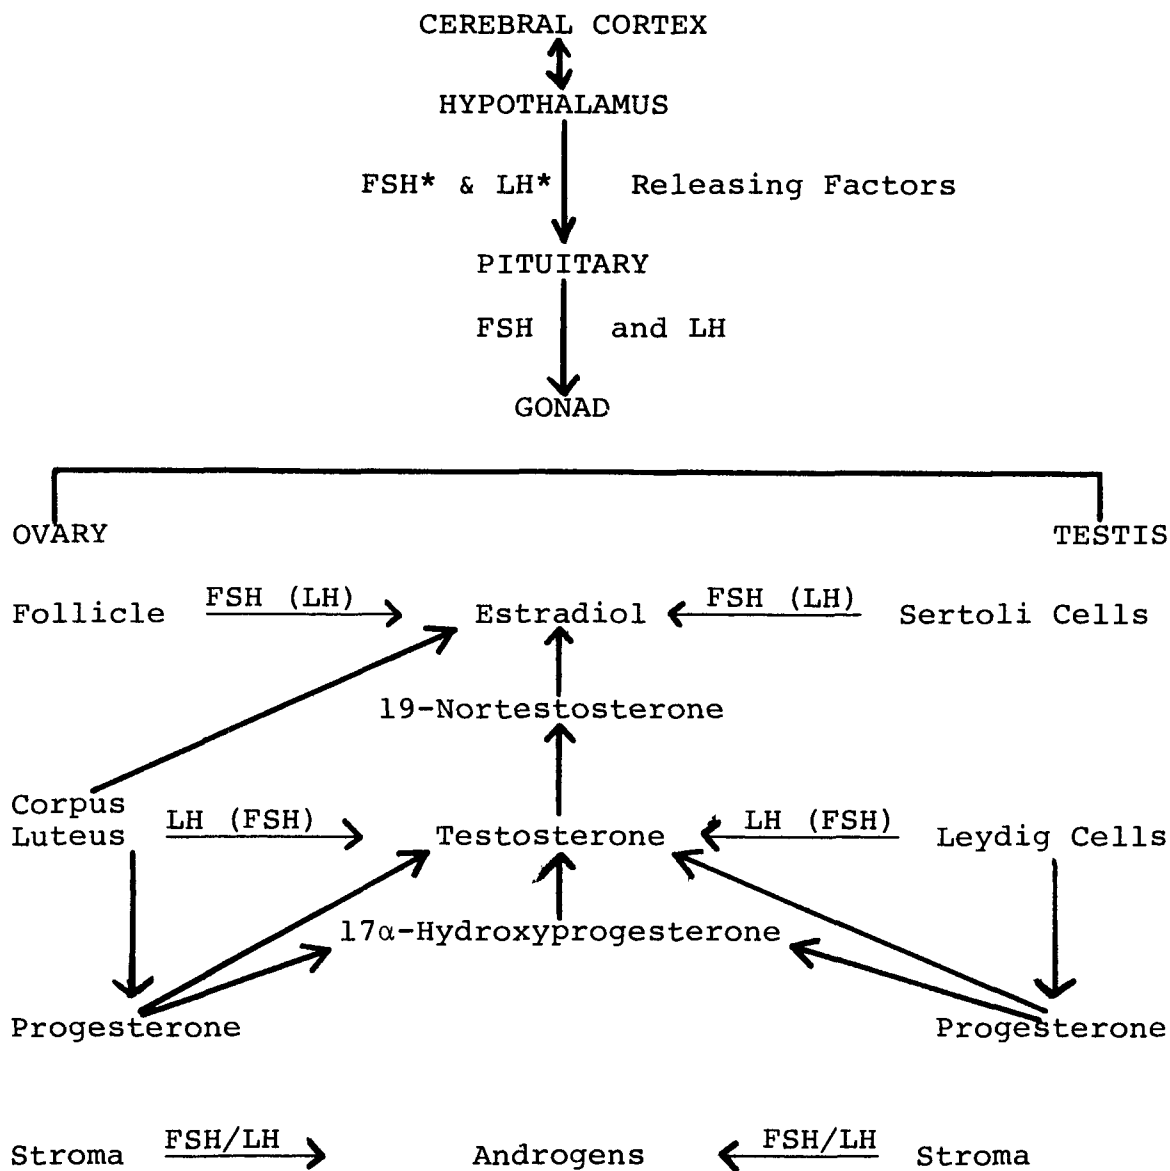 CEREBRAL CORTEX
HYPOTHALAMUS
FSH* & LH* Releasing Factors
PITUITARY
FSH and LH
GONAD
OVARY TESTIS
Follicle FSH (LH) Estradiol FSH (LH) Sertoli Cells
19-Nortestosterone
Corpus
Luteus LH (FSH) Testosterone LH (FSH) Leydig Cells
17α-Hydroxyprogesterone
Progesterone Progesterone
Stroma FSH/LH Androgens FSH/LH Stroma